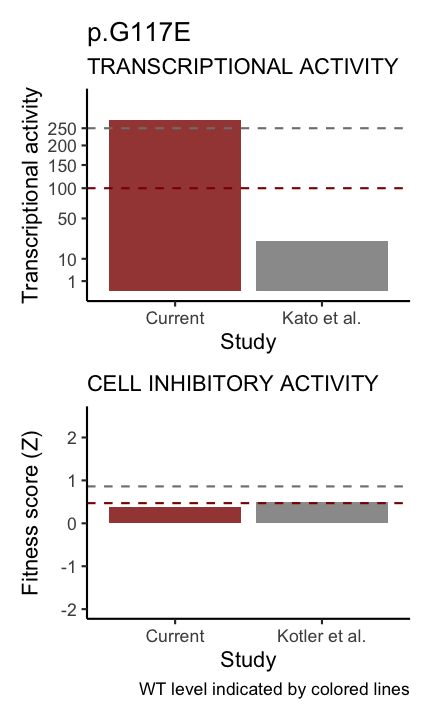 p.G117E
TRANSCRIPTIONAL ACTIVITY
Transcriptional activity
250
200
150
100
50
10
1
Current
Kato et al.
Study
CELL INHIBITORY ACTIVITY
Fitness score (Z)
2
1
0
-1
-2
Current
Kotler et al.
Study
WT level indicated by colored lines